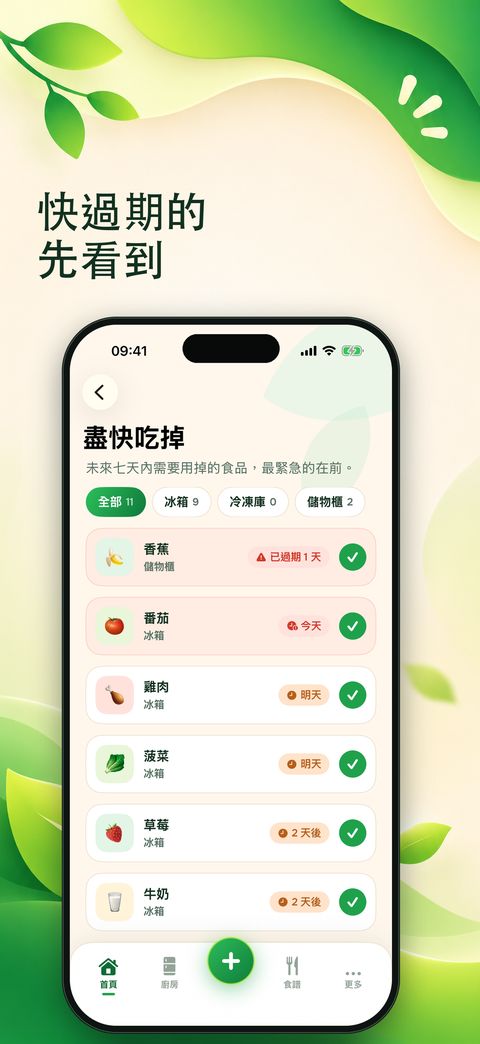 快過期的
先看到
09:41
盡快吃掉
未來七天內需要用掉的食品，最緊急的在前。
全部 11 冰箱 9 冷凍庫 0 儲物櫃 2
香蕉
儲物櫃
已過期 1 天
番茄
冰箱
今天
雞肉
冰箱
明天
菠菜
冰箱
明天
草莓
冰箱
2 天後
牛奶
冰箱
2 天後
首頁 廚房 食譜 更多